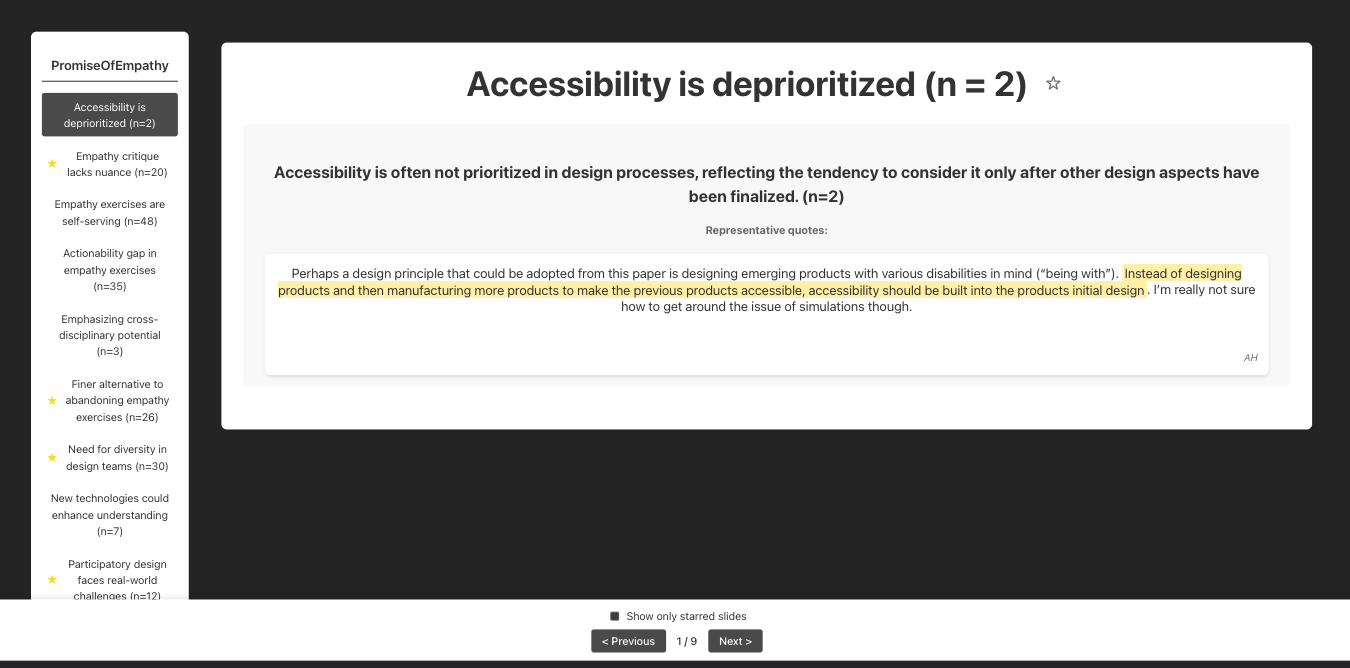 PromiseOfEmpathy
Accessibility is
deprioritized (n=2)
Empathy critique
lacks nuance (n=20)
Empathy exercises are
self-serving (n=48)
Actionability gap in
empathy exercises
(n=35)
Emphasizing cross-
disciplinary potential
(n=3)
Finer alternative to
abandoning empathy
exercises (n=26)
Need for diversity in
design teams (n=30)
New technologies could
enhance understanding
(n=7)
Participatory design
faces real-world
challenges (n=12)
Accessibility is deprioritized (n = 2)
Accessibility is often not prioritized in design processes, reflecting the tendency to consider it only after other design aspects have
been finalized. (n=2)
Representative quotes:
Perhaps a design principle that could be adopted from this paper is designing emerging products with various disabilities in mind (“being with”). Instead of designing
products and then manufacturing more products to make the previous products accessible, accessibility should be built into the products initial design . I’m really not sure
how to get around the issue of simulations though.
AH
Show only starred slides
< Previous 1 / 9 Next >